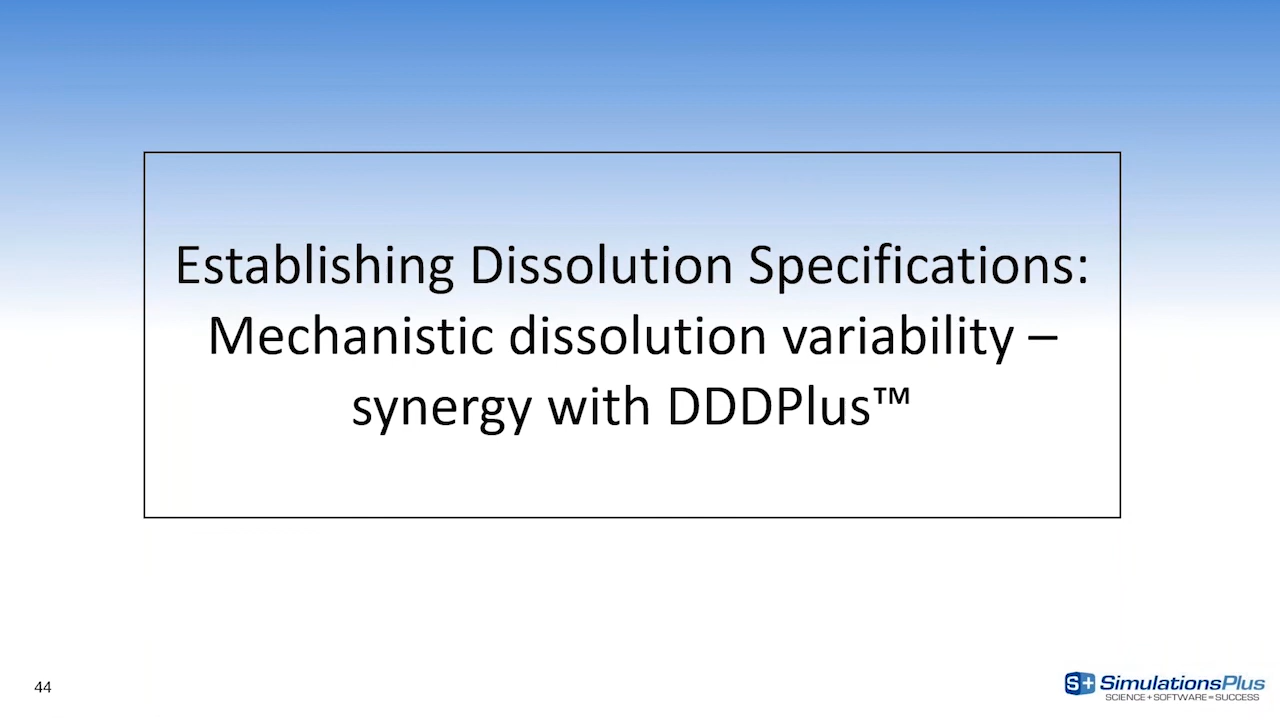 Establishing Dissolution Specifications:
Mechanistic dissolution variability –
synergy with DDDPlus™
44
S+ SimulationsPlus
SCIENCE + SOFTWARE = SUCCESS